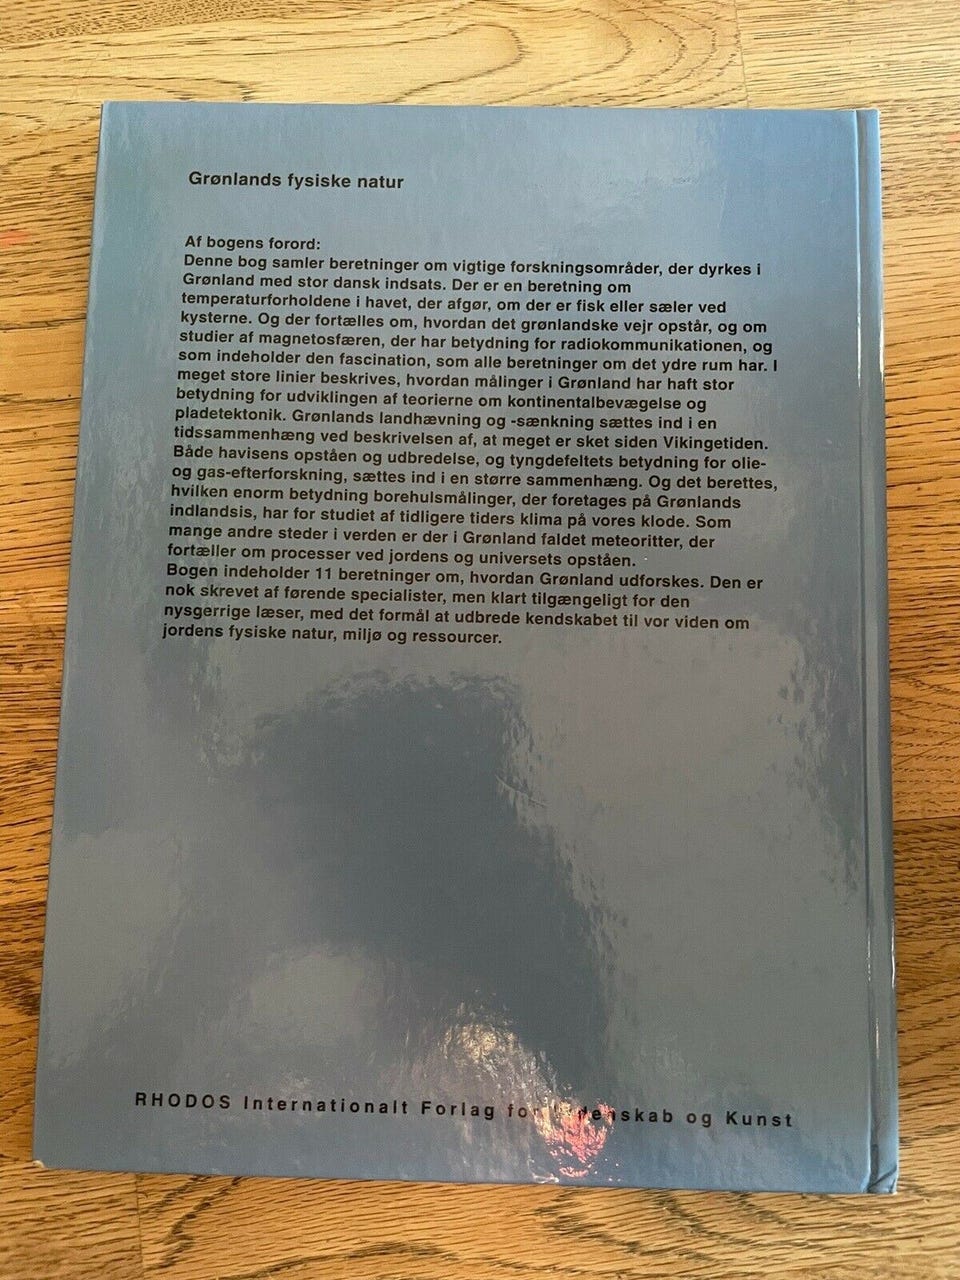 Grønlands fysiske natur
Af bogens forord:
Denne bog samler beretninger om vigtige forskningsområder, der dyrkes i
Grønland med stor dansk indsats. Der er en beretning om
temperaturforholdene i havet, der afgør, om der er fisk eller sæler ved
kysterne. Og der fortælles om, hvordan det grønlandske vejr opstår, og om
studier af magnetosfæren, der har betydning for radiokommunikationen, og
som indeholder den fascination, som alle beretninger om det ydre rum har. I
meget store linier beskrives, hvordan målinger i Grønland har haft stor
betydning for udviklingen af teorierne om kontinentalbevægelse og
pladetektonik. Grønlands landhævning og -sænkning sættes ind i en
tidssammenhæng ved beskrivelsen af, at meget er sket siden Vikingetiden.
Både havisens opståen og udbredelse, og tyngdefeltets betydning for olie-
og gas-efterforskning, sættes ind i en større sammenhæng. Og det berettes,
hvilken enorm betydning borehulsmålinger, der foretages på Grønlands
indlandsis, har for studiet af tidligere tiders klima på vores klode. Som
mange andre steder i verden er der i Grønland faldet meteoritter, der
fortæller om processer ved jordens og universets opståen.
Bogen indeholder 11 beretninger om, hvordan Grønland udforskes. Den er
nok skrevet af førende specialister, men klart tilgængeligt for den
nysgerrige læser, med det formål at udbrede kendskabet til vor viden om
jordens fysiske natur, miljø og ressourcer.
RHODOS Internationalt Forlag for og Kunst